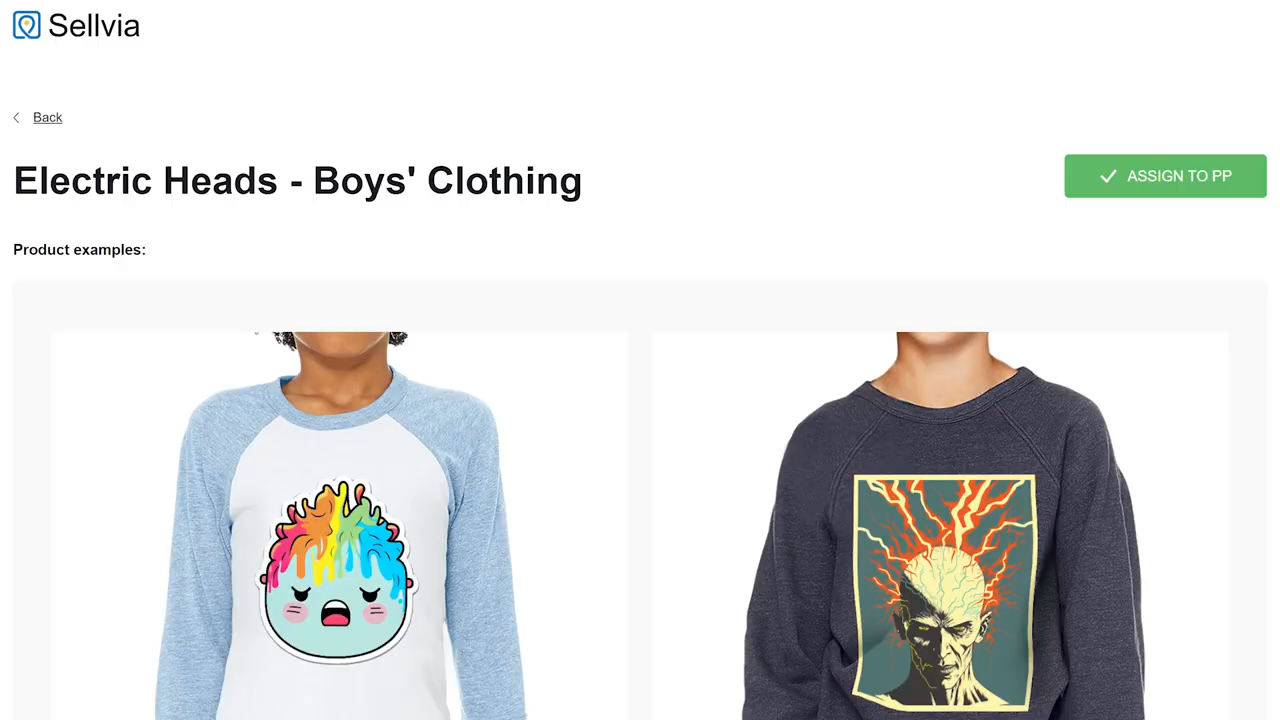 Sellvia
Back
Electric Heads - Boys' Clothing
ASSIGN TO PP
Product examples: